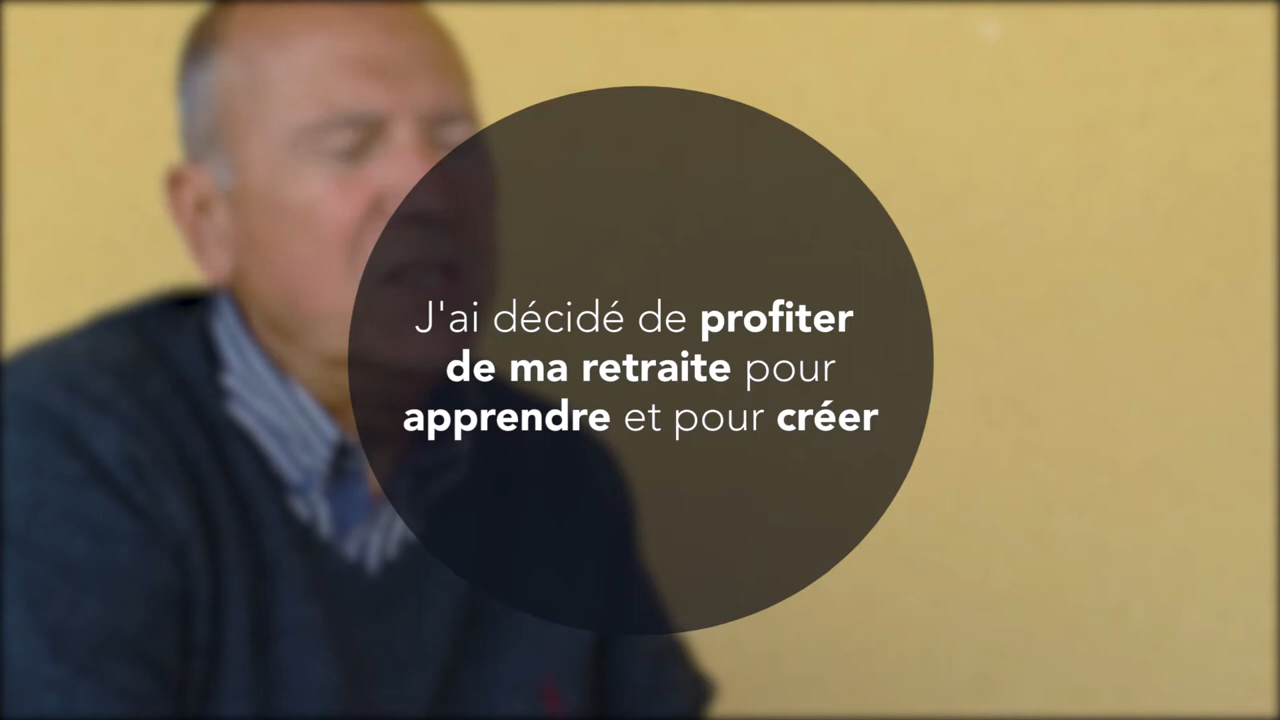 J'ai décidé de profiter
de ma retraite pour
apprendre et pour créer